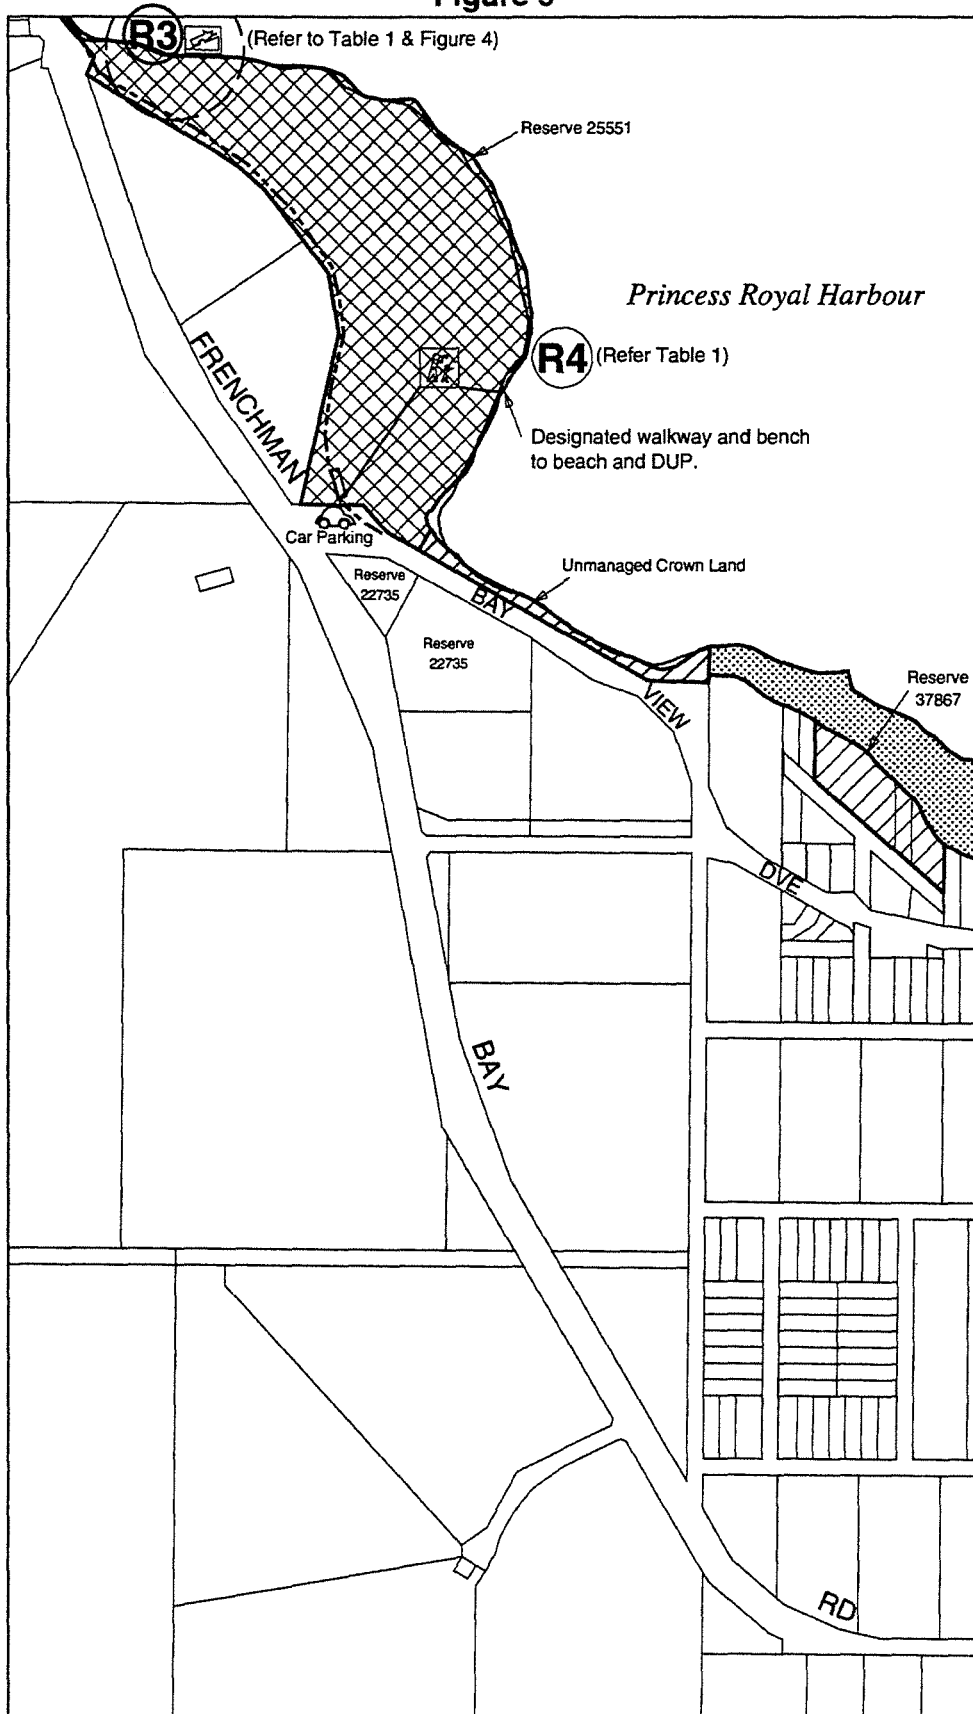 R3 (Refer to Table 1 & Figure 4)
Reserve 25551
Princess Royal Harbour
R4 (Refer Table 1)
FRENCHMAN
Designated walkway and bench
to beach and DUP.
Car Parking
Unmanaged Crown Land
Reserve
22735
BAY
Reserve
22735
Reserve
37867
VIEW
DVE
BAY
RD